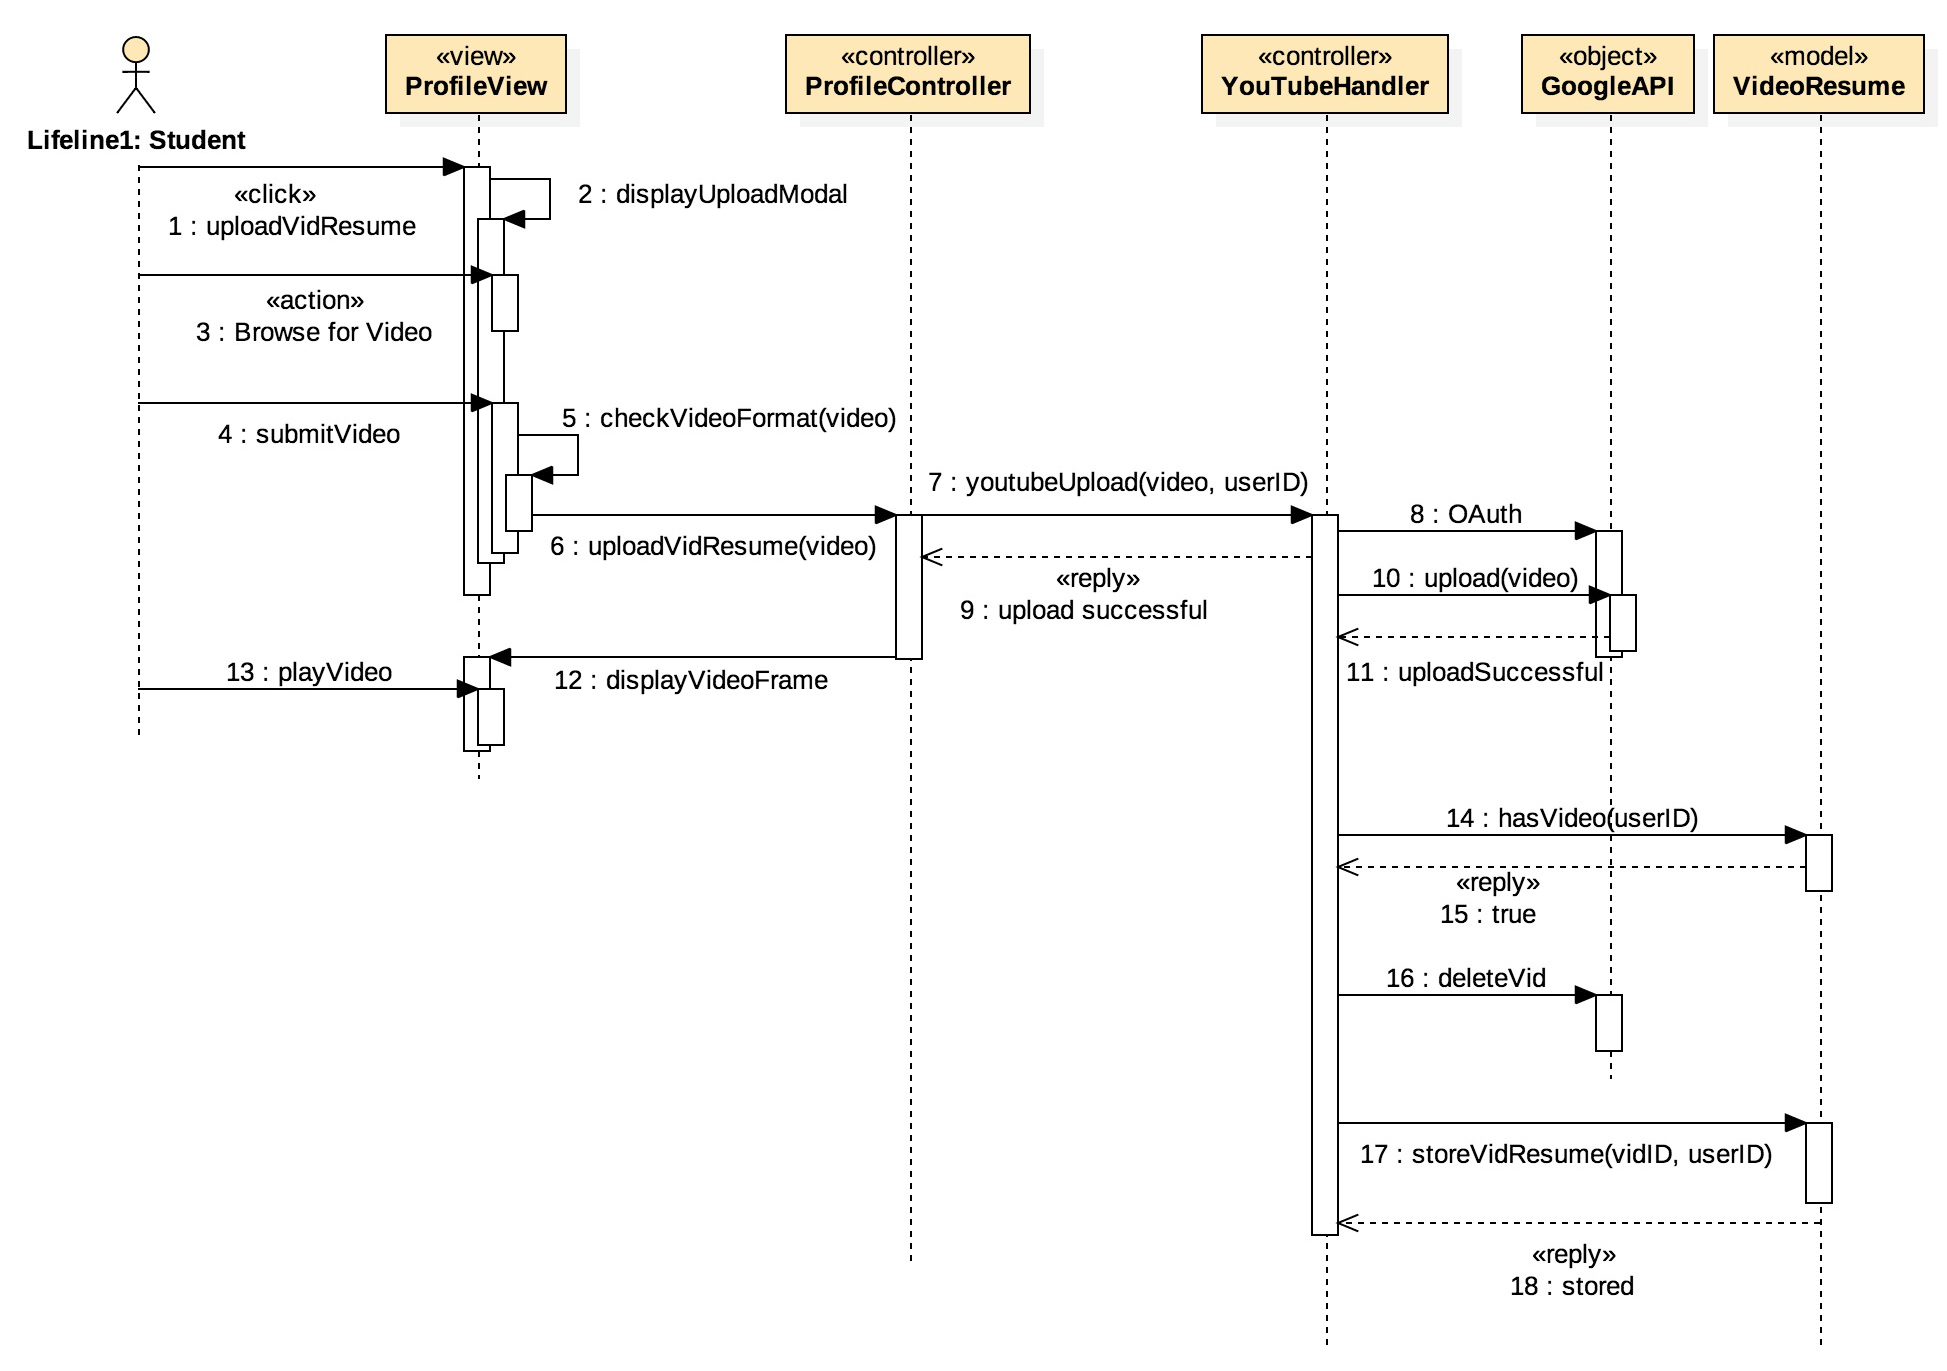 «view»
ProfileView
«controller»
ProfileController
«controller»
YouTubeHandler
«object»
GoogleAPI
«model»
VideoResume
Lifeline1: Student
«click»
1 : uploadVidResume
2 : displayUploadModal
«action»
3 : Browse for Video
4 : submitVideo
5 : checkVideoFormat(video)
6 : uploadVidResume(video)
7 : youtubeUpload(video, userID)
8 : OAuth
«reply»
9 : upload successful
10 : upload(video)
11 : uploadSuccessful
12 : displayVideoFrame
13 : playVideo
14 : hasVideo(userID)
«reply»
15 : true
16 : deleteVid
17 : storeVidResume(vidID, userID)
«reply»
18 : stored